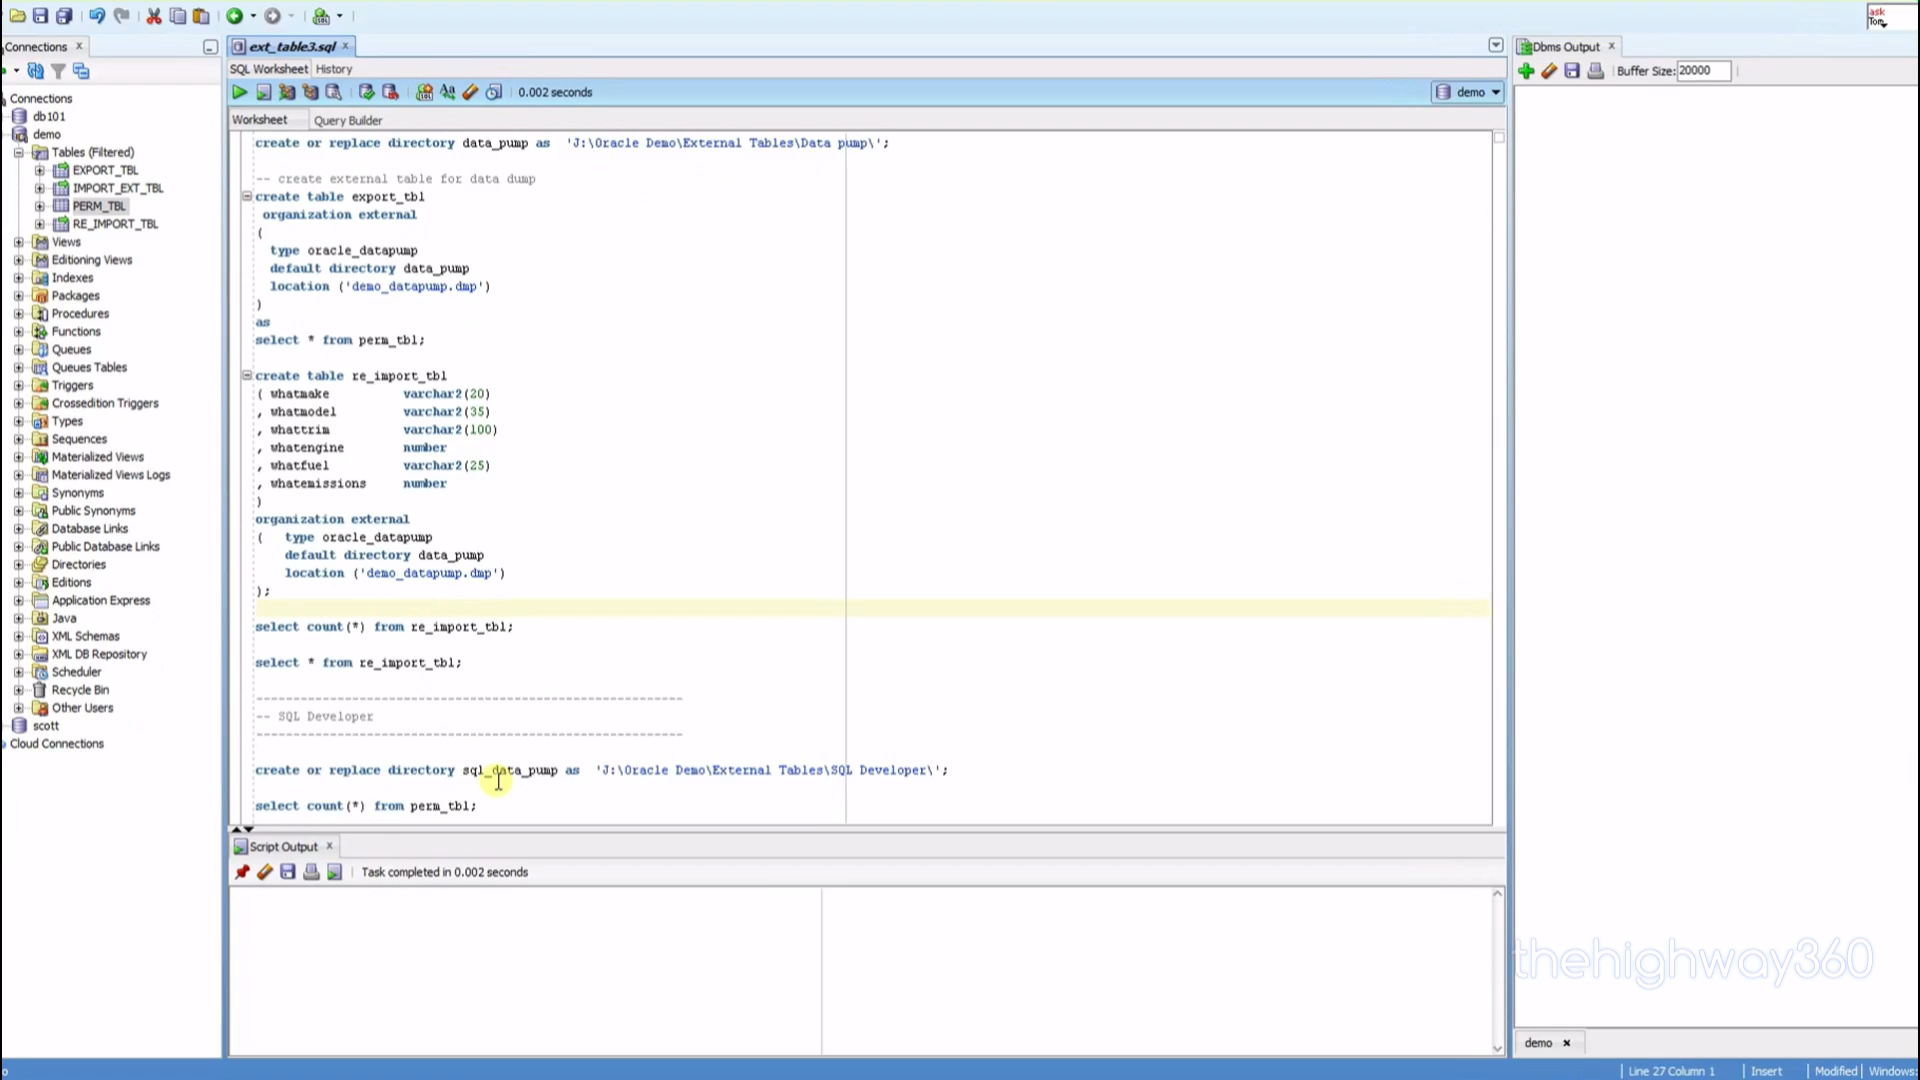 ask
Tom
Connections
ext_table3.sql
Dbms Output
SQL Worksheet History
Buffer Size: 20000
0.002 seconds
demo
Worksheet
Query Builder
Connections
db101
demo
Tables (Filtered)
EXPORT_TBL
IMPORT_EXT_TBL
PERM_TBL
RE_IMPORT_TBL
Views
Editioning Views
Indexes
Packages
Procedures
Functions
Queues
Queues Tables
Triggers
Crossedition Triggers
Types
Sequences
Materialized Views
Materialized Views Logs
Synonyms
Public Synonyms
Database Links
Public Database Links
Directories
Editions
Application Express
Java
XML Schemas
XML DB Repository
Scheduler
Recycle Bin
Other Users
scott
Cloud Connections
create or replace directory data_pump as 'J:\Oracle Demo\External Tables\Data pump\';
-- create external table for data dump
create table export_tbl
organization external
(
type oracle_datapump
default directory data_pump
location ('demo_datapump.dmp')
)
as
select * from perm_tbl;
create table re_import_tbl
( whatmake varchar2(20)
, whatmodel varchar2(35)
, whattrim varchar2(100)
, whatengine number
, whatfuel varchar2(25)
, whatemissions number
)
organization external
( type oracle_datapump
default directory data_pump
location ('demo_datapump.dmp')
);
select count(*) from re_import_tbl;
select * from re_import_tbl;
---------------------------------------------------------
-- SQL Developer
---------------------------------------------------------
create or replace directory sql_data_pump as 'J:\Oracle Demo\External Tables\SQL Developer\';
select count(*) from perm_tbl;
Script Output
Task completed in 0.002 seconds
thehighway360
demo
Line 27 Column 1
Insert
Modified
Windows: